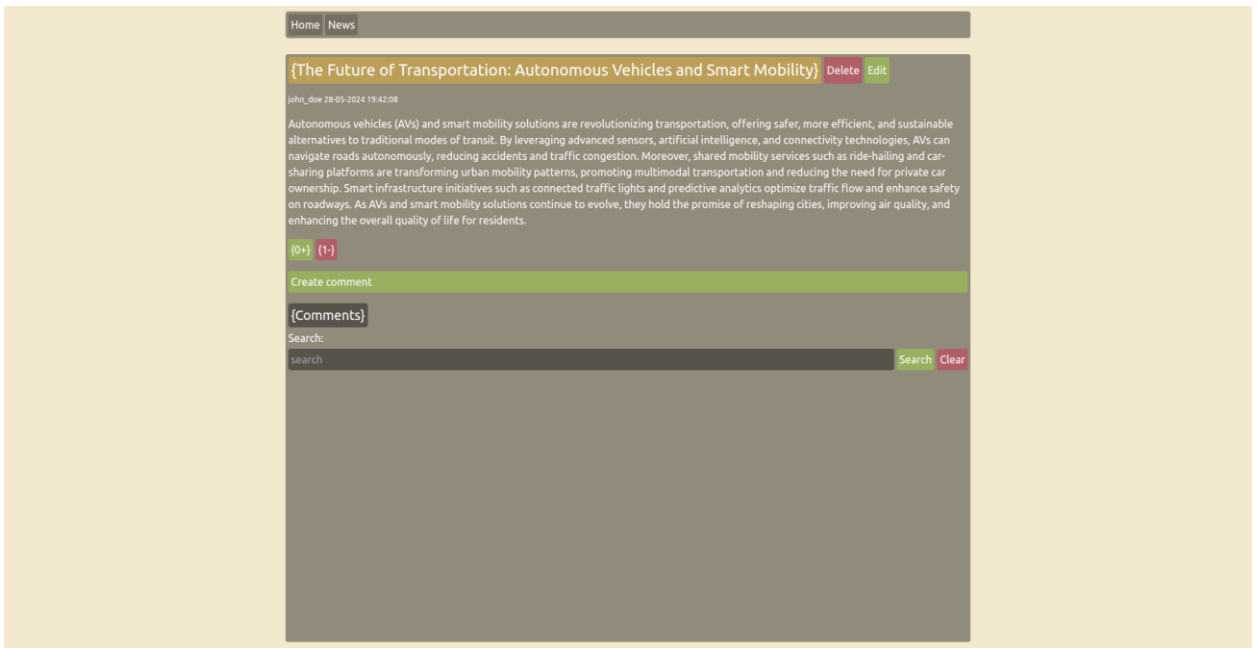 Home News
{The Future of Transportation: Autonomous Vehicles and Smart Mobility} Delete Edit
john_doe 28-05-2024 19:42:08
Autonomous vehicles (AVs) and smart mobility solutions are revolutionizing transportation, offering safer, more efficient, and sustainable
alternatives to traditional modes of transit. By leveraging advanced sensors, artificial intelligence, and connectivity technologies, AVs can
navigate roads autonomously, reducing accidents and traffic congestion. Moreover, shared mobility services such as ride-hailing and car-
sharing platforms are transforming urban mobility patterns, promoting multimodal transportation and reducing the need for private car
ownership. Smart infrastructure initiatives such as connected traffic lights and predictive analytics optimize traffic flow and enhance safety
on roadways. As AVs and smart mobility solutions continue to evolve, they hold the promise of reshaping cities, improving air quality, and
enhancing the overall quality of life for residents.
{0+} {1-}
Create comment
{Comments}
Search:
search Search Clear